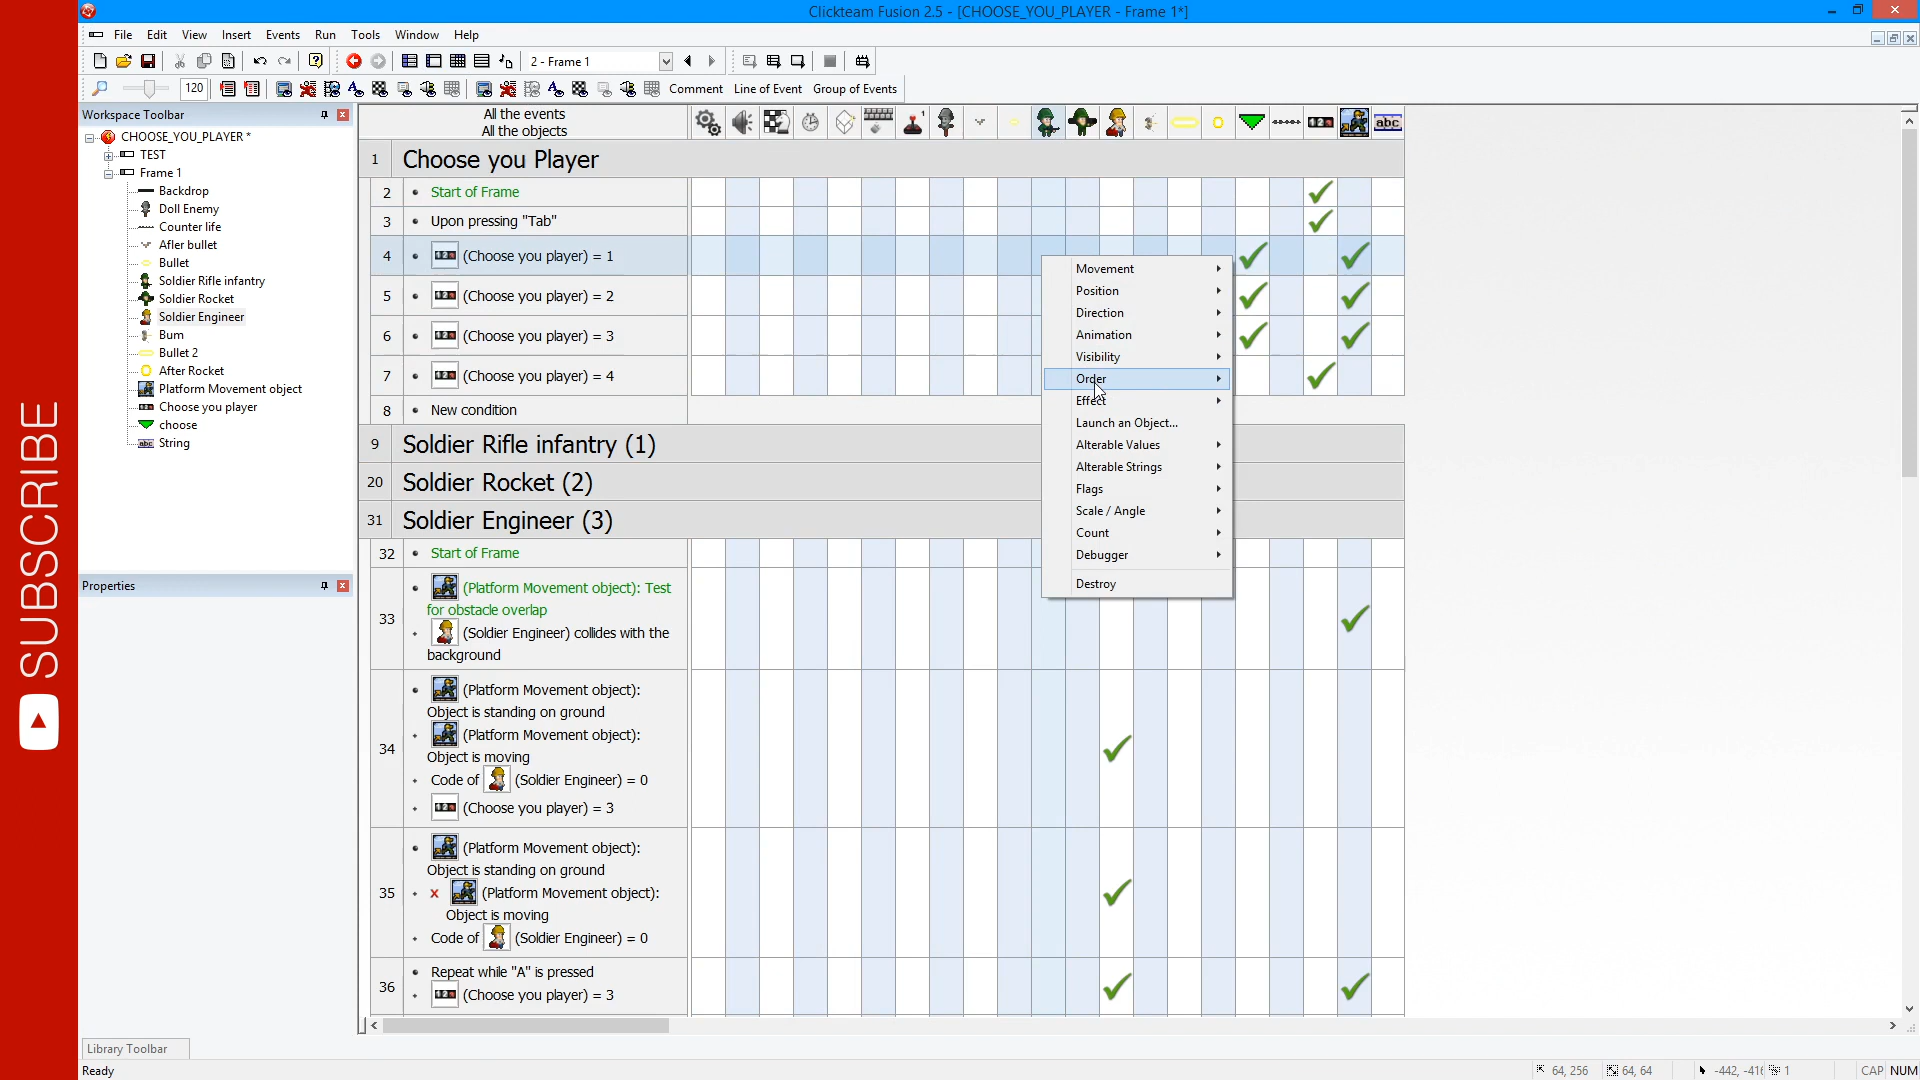 SUBSCRIBE
Clickteam Fusion 2.5 - [CHOOSE_YOU_PLAYER - Frame 1*]
File Edit View Insert Events Run Tools Window Help
2 - Frame 1
120
Comment Line of Event Group of Events
Workspace Toolbar
CHOOSE_YOU_PLAYER *
TEST
Frame 1
Backdrop
Doll Enemy
Counter life
Afler bullet
Bullet
Soldier Rifle infantry
Soldier Rocket
Soldier Engineer
Bum
Bullet 2
After Rocket
Platform Movement object
Choose you player
choose
abc String
Properties
Library Toolbar
Ready
All the events
All the objects
abc
1 Choose you Player
2 Start of Frame
3 Upon pressing "Tab"
4 (Choose you player) = 1
5 (Choose you player) = 2
6 (Choose you player) = 3
7 (Choose you player) = 4
8 New condition
9 Soldier Rifle infantry (1)
20 Soldier Rocket (2)
31 Soldier Engineer (3)
32 Start of Frame
33 (Platform Movement object): Test
for obstacle overlap
(Soldier Engineer) collides with the
background
34 (Platform Movement object):
Object is standing on ground
(Platform Movement object):
Object is moving
Code of (Soldier Engineer) = 0
(Choose you player) = 3
35 (Platform Movement object):
Object is standing on ground
X (Platform Movement object):
Object is moving
Code of (Soldier Engineer) = 0
36 Repeat while "A" is pressed
(Choose you player) = 3
Movement
Position
Direction
Animation
Visibility
Order
Effect
Launch an Object...
Alterable Values
Alterable Strings
Flags
Scale / Angle
Count
Debugger
Destroy
64, 256 64, 64 -442, -416 1 CAP NUM